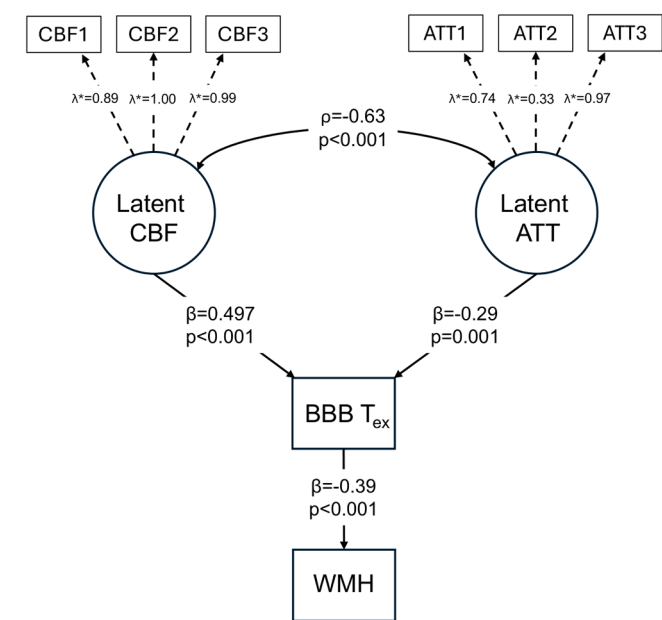 CBF1 CBF2 CBF3 ATT1 ATT2 ATT3
λ*=0.89 λ*=1.00 λ*=0.99 λ*=0.74 λ*=0.33 λ*=0.97
ρ=-0.63
p<0.001
Latent
CBF
Latent
ATT
β=0.497
p<0.001
β=-0.29
p=0.001
BBB Tex
β=-0.39
p<0.001
WMH